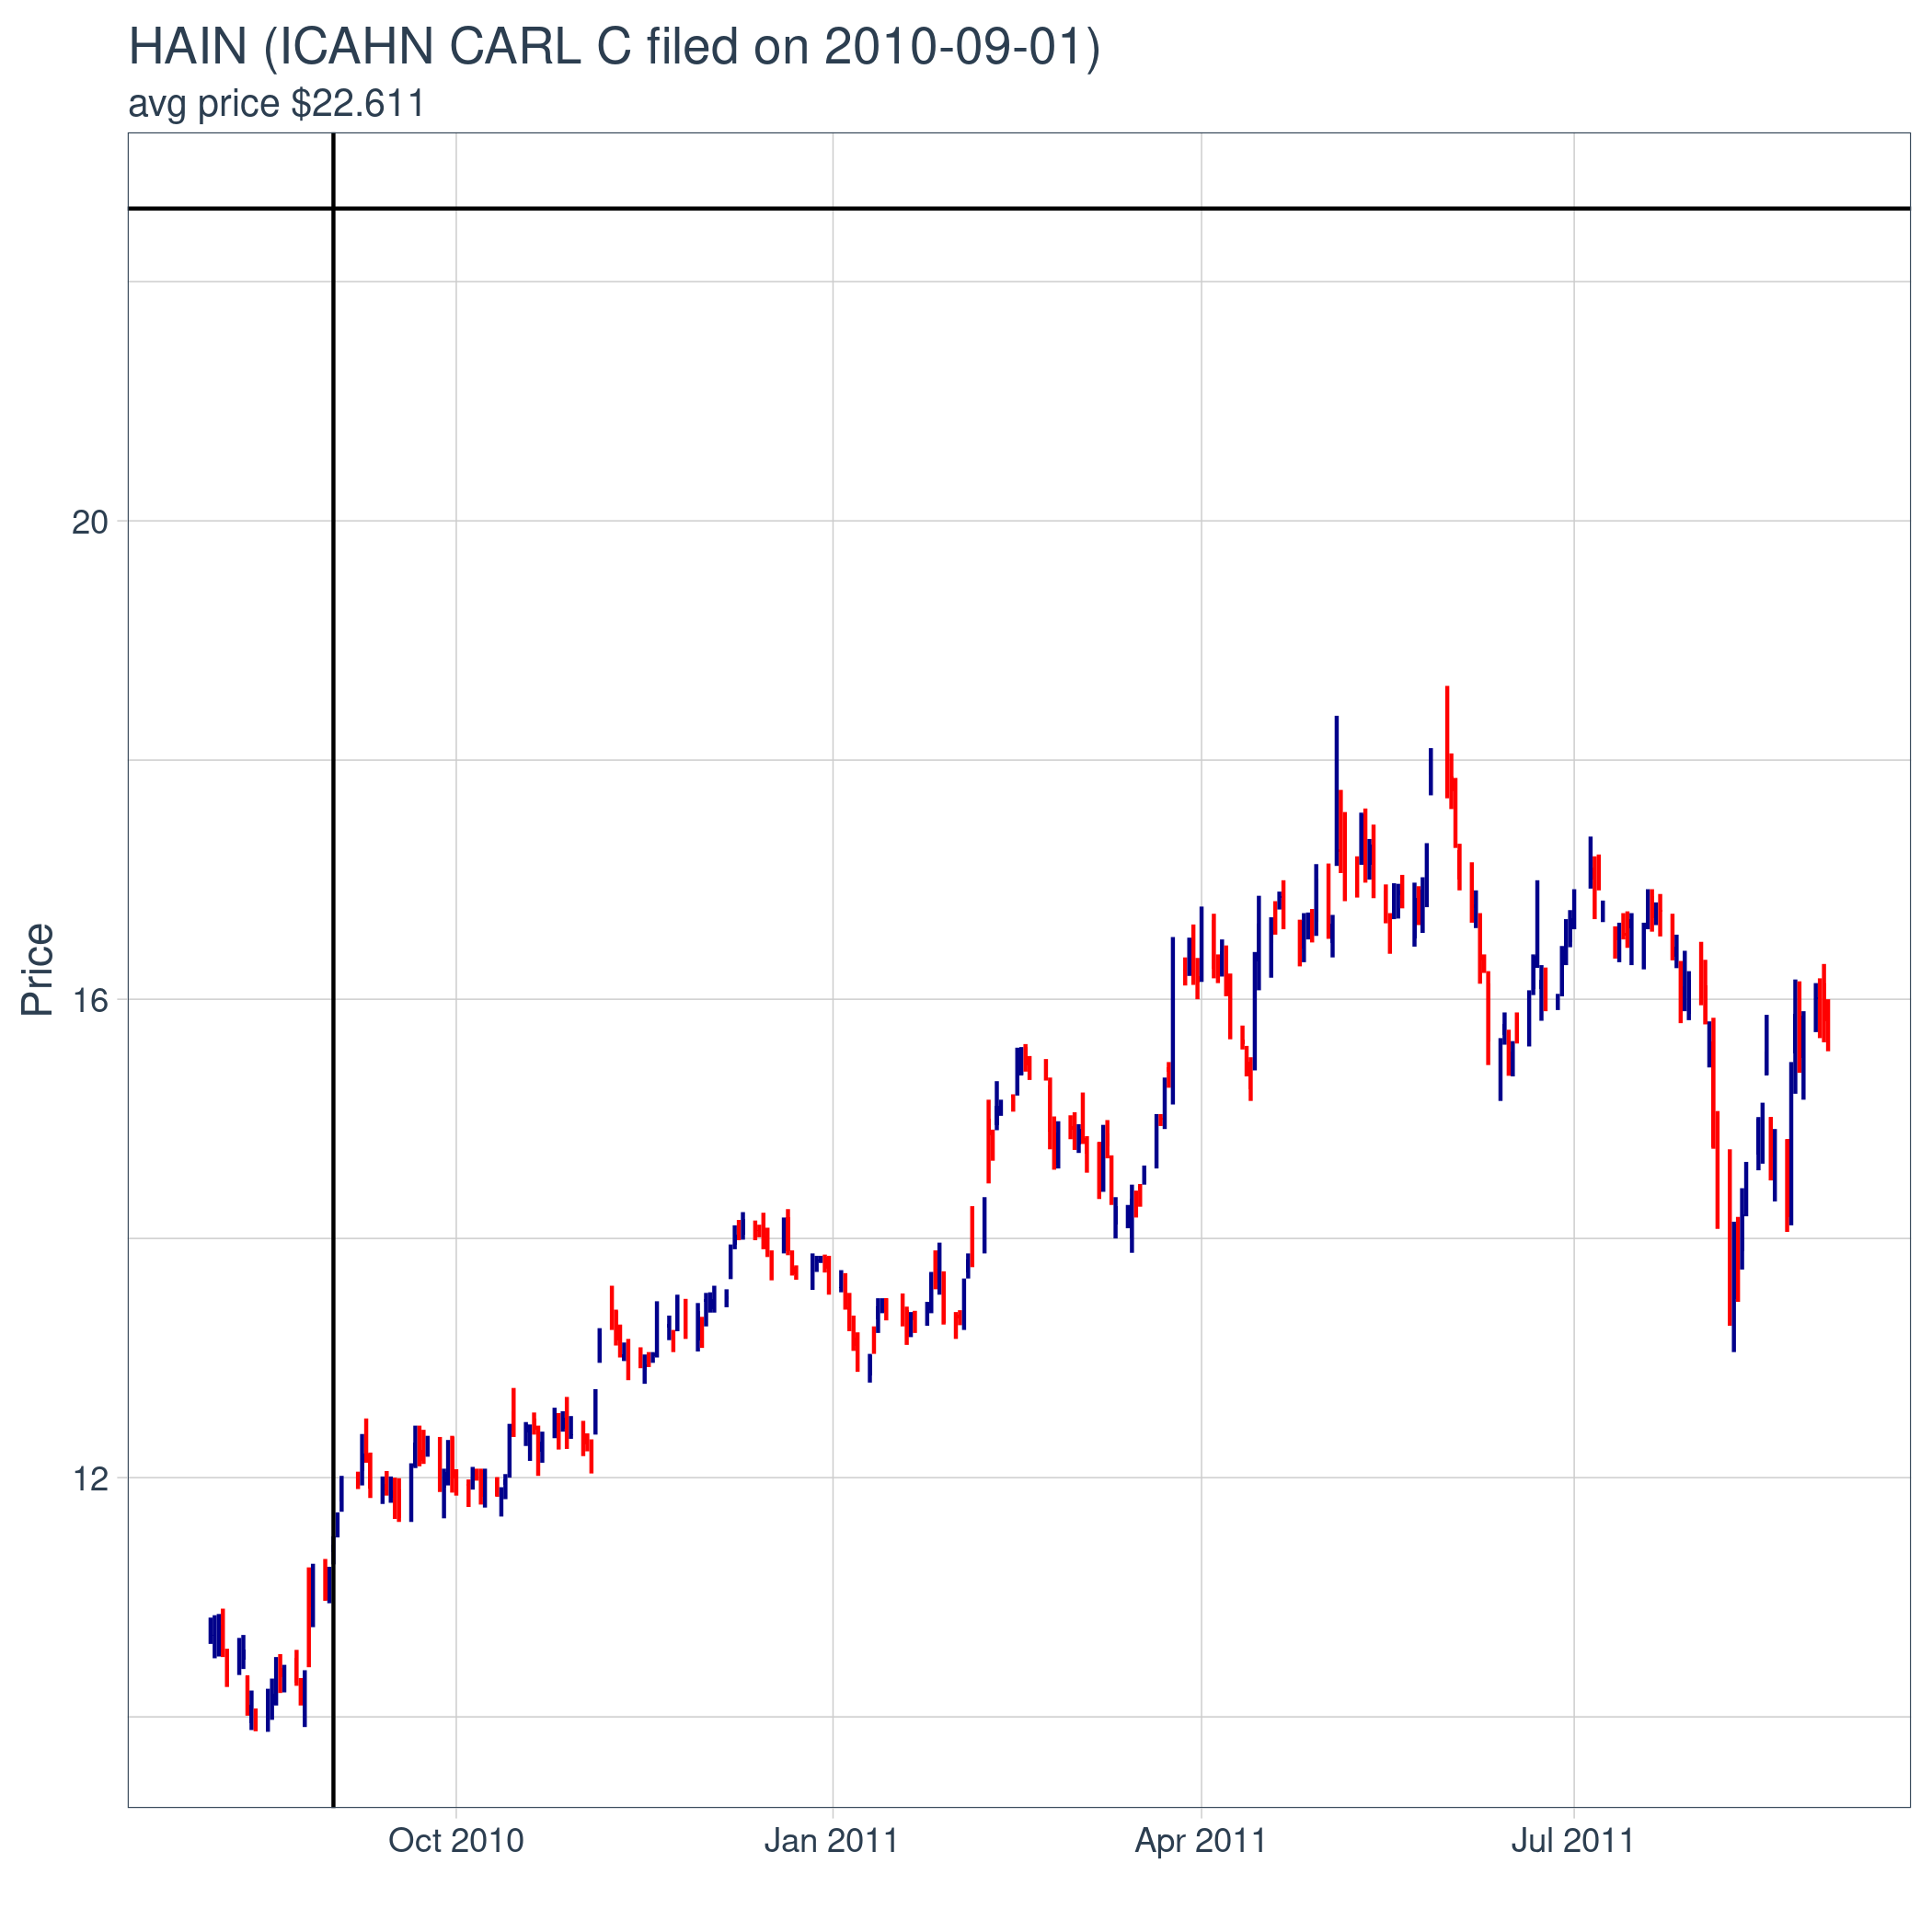 HAIN (ICAHN CARL C filed on 2010-09-01)
avg price $22.611
20
16
12
Price
Oct 2010
Jan 2011
Apr 2011
Jul 2011